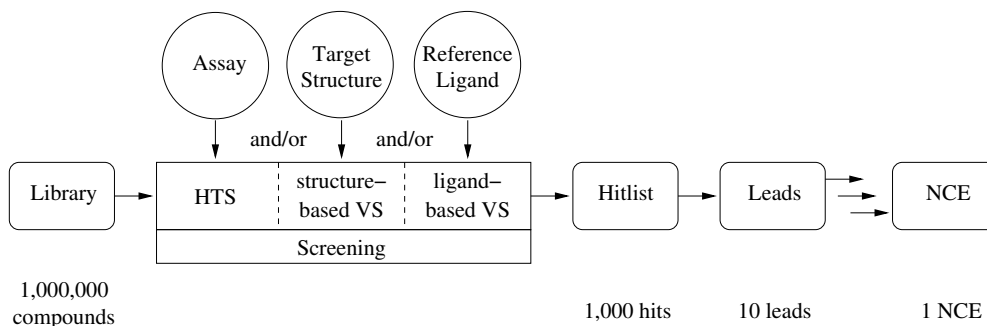 Assay
Target
Structure
Reference
Ligand
and/or
and/or
Library
HTS
structure–
based VS
ligand–
based VS
Hitlist
Leads
NCE
Screening
1,000,000
compounds
1,000 hits
10 leads
1 NCE